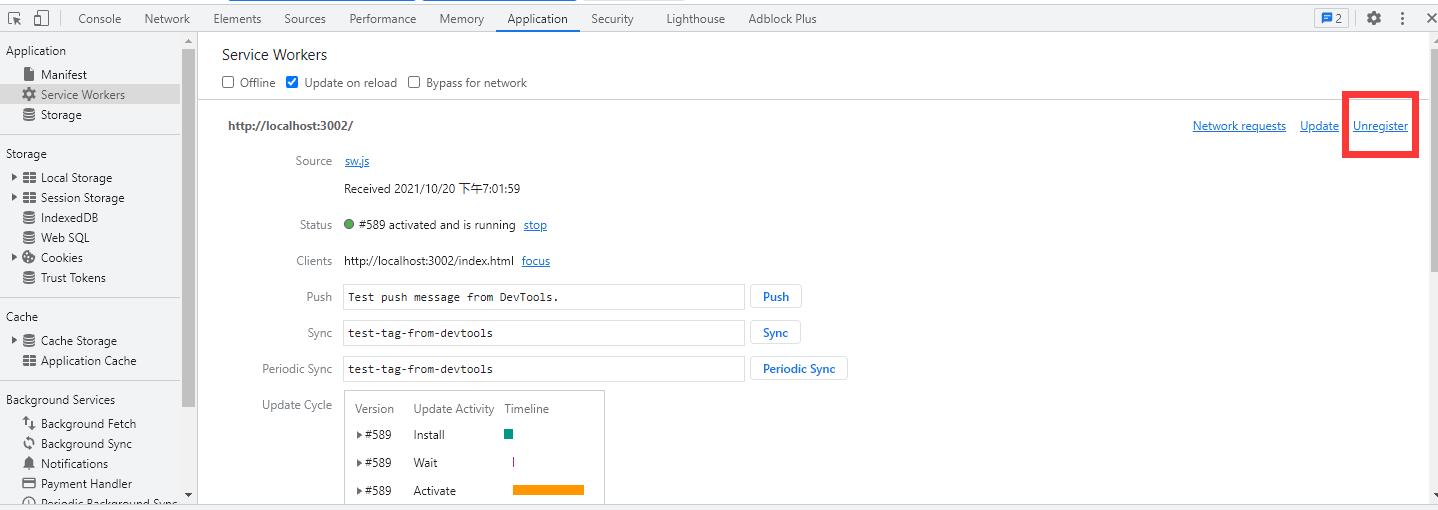 Console Network Elements Sources Performance Memory Application Security Lighthouse Adblock Plus 2
Application
Manifest
Service Workers
Storage
Storage
Local Storage
Session Storage
IndexedDB
Web SQL
Cookies
Trust Tokens
Cache
Cache Storage
Application Cache
Background Services
Background Fetch
Background Sync
Notifications
Payment Handler
Periodic Background Sync
Service Workers
Offline Update on reload Bypass for network
http://localhost:3002/ Network requests Update Unregister
Source sw.js
Received 2021/10/20 下午7:01:59
Status #589 activated and is running stop
Clients http://localhost:3002/index.html focus
Push Test push message from DevTools. Push
Sync test-tag-from-devtools Sync
Periodic Sync test-tag-from-devtools Periodic Sync
Update Cycle Version Update Activity Timeline
#589 Install
#589 Wait
#589 Activate